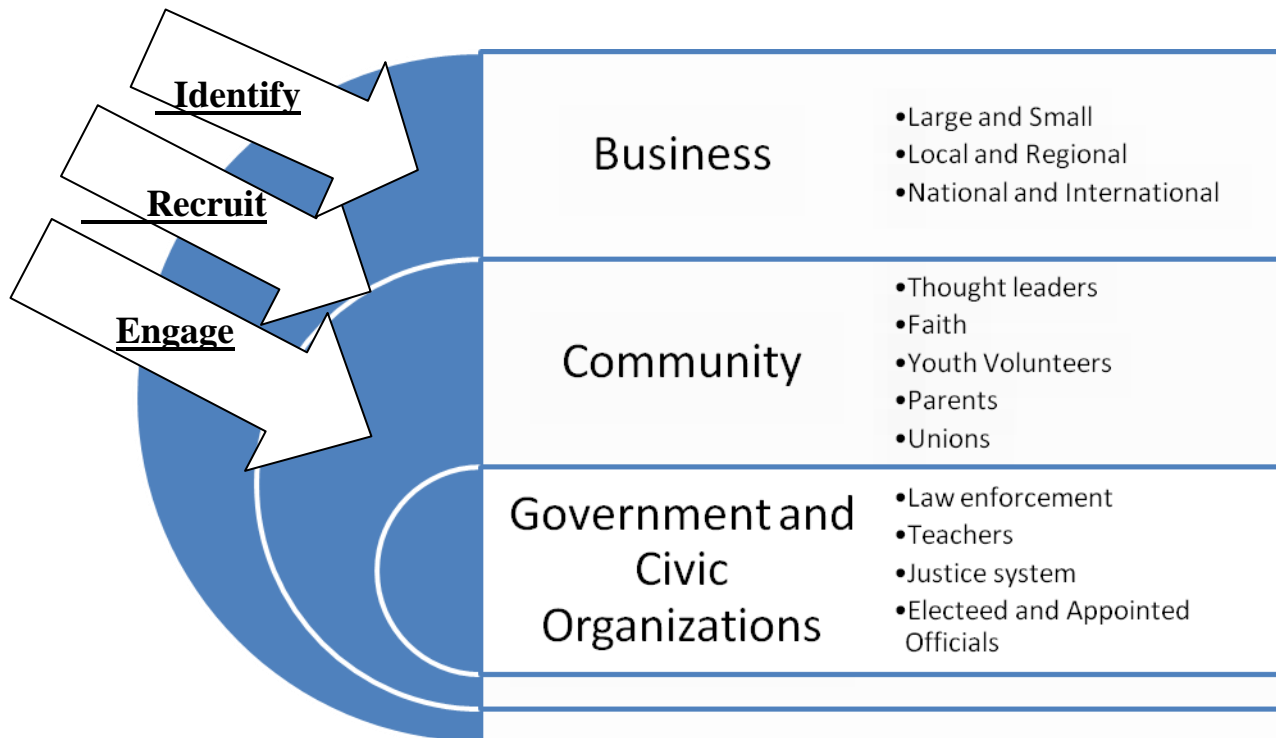 Identify
Recruit
Engage
Business
•Large and Small
•Local and Regional
•National and International
Community
•Thought leaders
•Faith
•Youth Volunteers
•Parents
•Unions
Government and
Civic
Organizations
•Law enforcement
•Teachers
•Justice system
•Electeed and Appointed
Officials